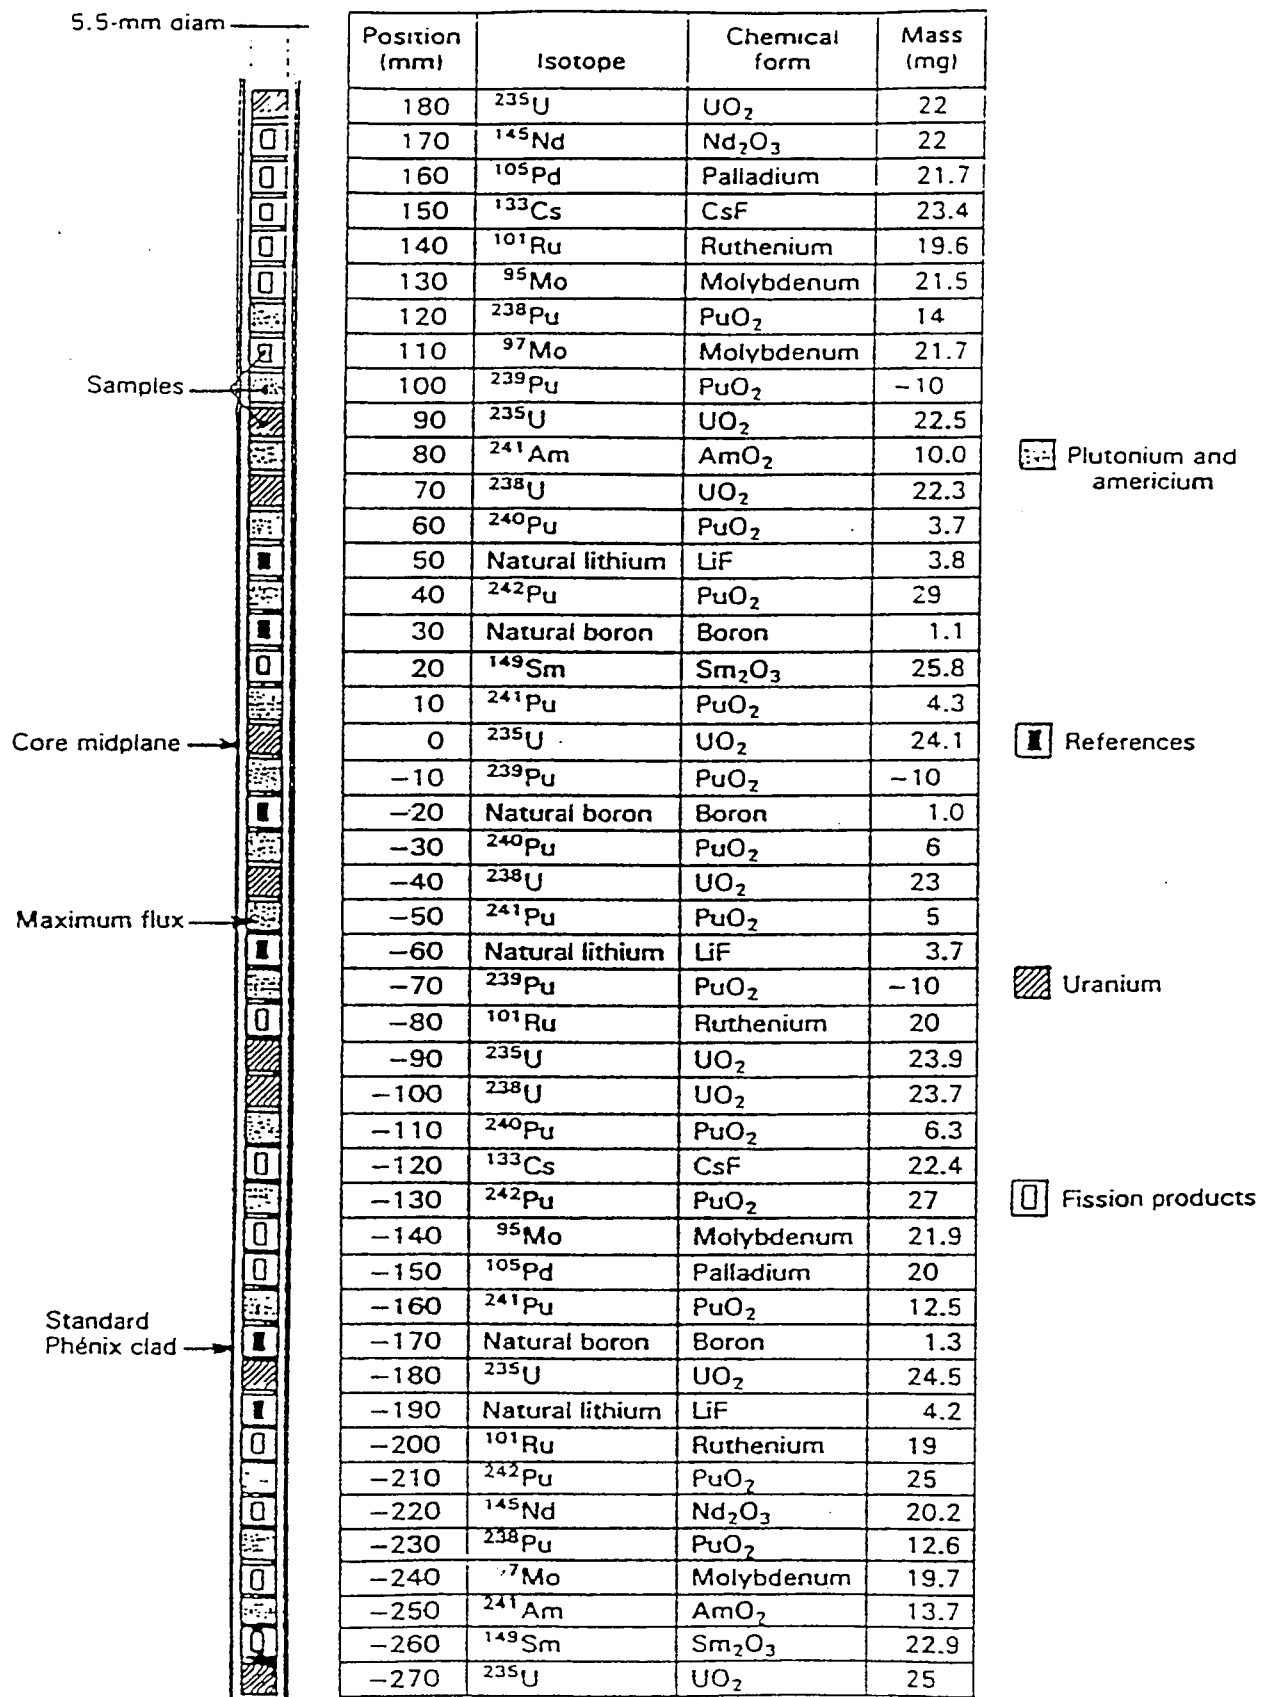 5.5-mm diam
Position (mm) Isotope Chemical form Mass (mg)
180 ²³⁵U UO₂ 22
170 ¹⁴⁵Nd Nd₂O₃ 22
160 ¹⁰⁵Pd Palladium 21.7
150 ¹³³Cs CsF 23.4
140 ¹⁰¹Ru Ruthenium 19.6
130 ⁹⁵Mo Molybdenum 21.5
120 ²³⁸Pu PuO₂ 14
110 ⁹⁷Mo Molybdenum 21.7
Samples
100 ²³⁹Pu PuO₂ −10
90 ²³⁵U UO₂ 22.5
80 ²⁴¹Am AmO₂ 10.0
Plutonium and
americium
70 ²³⁸U UO₂ 22.3
60 ²⁴⁰Pu PuO₂ 3.7
50 Natural lithium LiF 3.8
40 ²⁴²Pu PuO₂ 29
30 Natural boron Boron 1.1
20 ¹⁴⁹Sm Sm₂O₃ 25.8
10 ²⁴¹Pu PuO₂ 4.3
Core midplane
0 ²³⁵U UO₂ 24.1
References
−10 ²³⁹Pu PuO₂ −10
−20 Natural boron Boron 1.0
−30 ²⁴⁰Pu PuO₂ 6
−40 ²³⁸U UO₂ 23
Maximum flux
−50 ²⁴¹Pu PuO₂ 5
−60 Natural lithium LiF 3.7
−70 ²³⁹Pu PuO₂ −10
Uranium
−80 ¹⁰¹Ru Ruthenium 20
−90 ²³⁵U UO₂ 23.9
−100 ²³⁸U UO₂ 23.7
−110 ²⁴⁰Pu PuO₂ 6.3
−120 ¹³³Cs CsF 22.4
−130 ²⁴²Pu PuO₂ 27
Fission products
−140 ⁹⁵Mo Molybdenum 21.9
−150 ¹⁰⁵Pd Palladium 20
−160 ²⁴¹Pu PuO₂ 12.5
Standard
Phénix clad
−170 Natural boron Boron 1.3
−180 ²³⁵U UO₂ 24.5
−190 Natural lithium LiF 4.2
−200 ¹⁰¹Ru Ruthenium 19
−210 ²⁴²Pu PuO₂ 25
−220 ¹⁴⁵Nd Nd₂O₃ 20.2
−230 ²³⁸Pu PuO₂ 12.6
−240 ⁷Mo Molybdenum 19.7
−250 ²⁴¹Am AmO₂ 13.7
−260 ¹⁴⁹Sm Sm₂O₃ 22.9
−270 ²³⁵U UO₂ 25